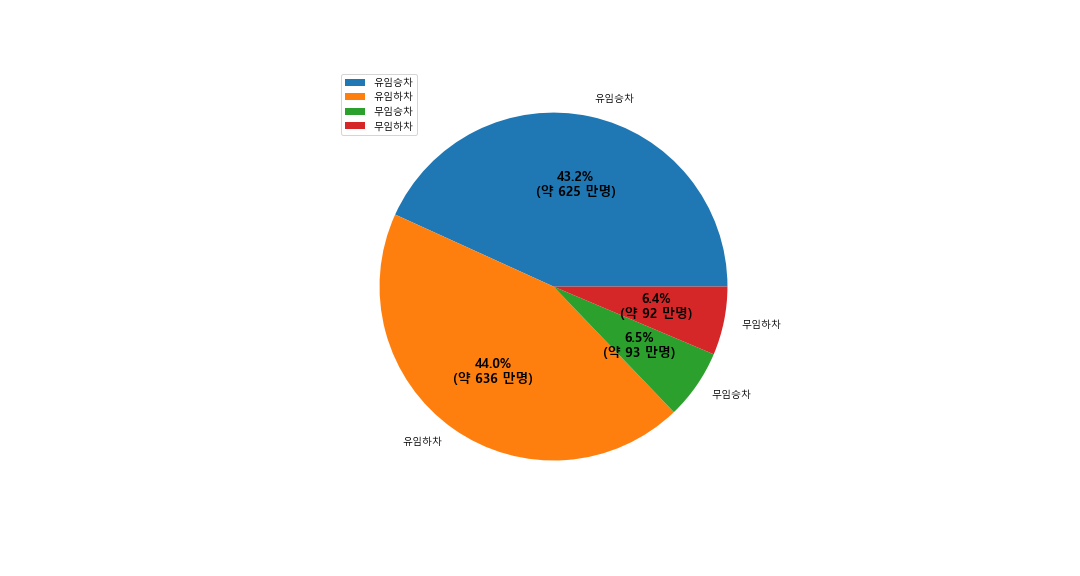 유임승차
유임하차
무임승차
무임하차
유임승차
43.2%
(약 625 만명)
6.4%
(약 92 만명)
무임하차
6.5%
(약 93 만명)
44.0%
(약 636 만명)
무임승차
유임하차